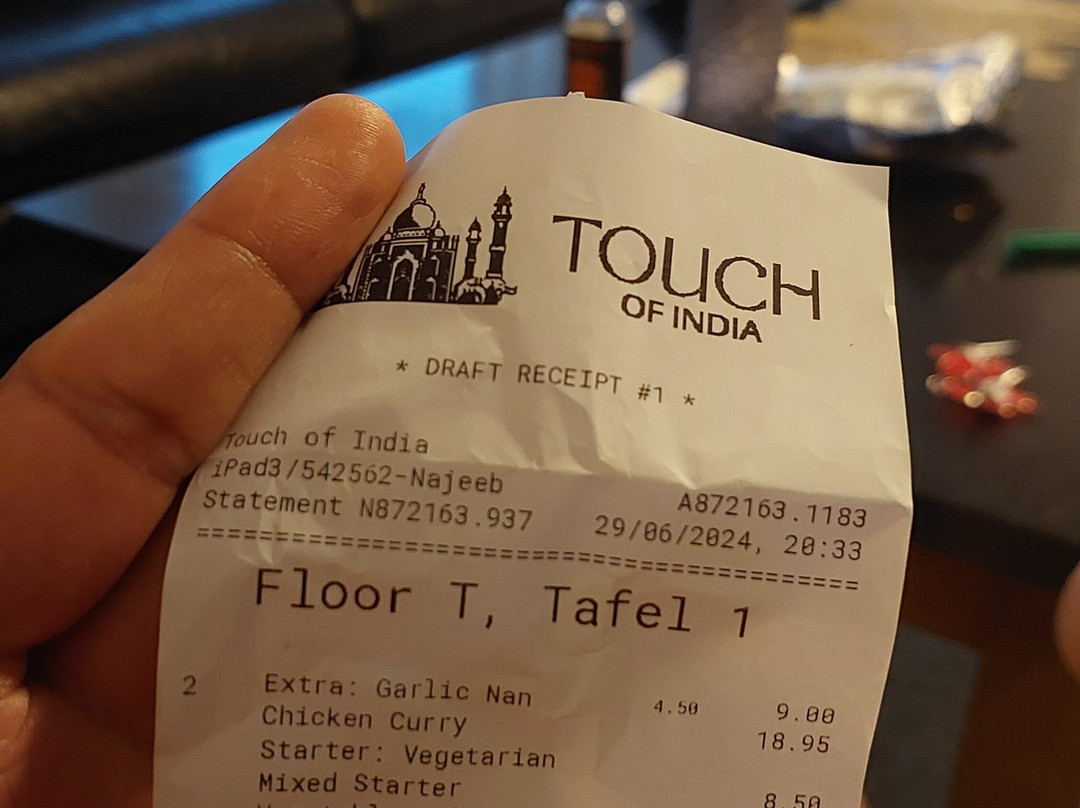 TOUCH
OF INDIA
* DRAFT RECEIPT #1 *
Touch of India
iPad3/542562-Najeeb A872163.1183
Statement N872163.937 29/06/2024, 20:33
======================================
Floor T, Tafel 1
2 Extra: Garlic Nan 4.50 9.00
Chicken Curry 18.95
Starter: Vegetarian
Mixed Starter 8.50